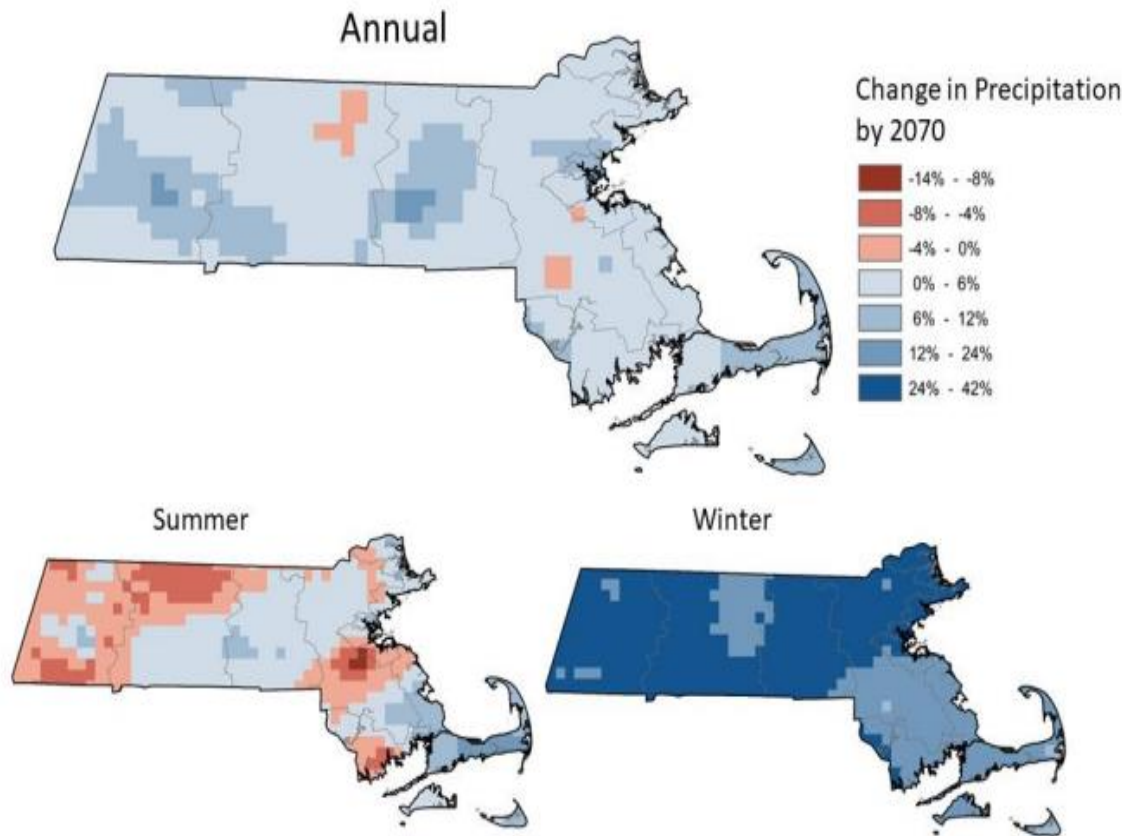 Annual
Change in Precipitation
by 2070
-14% - -8%
-8% - -4%
-4% - 0%
0% - 6%
6% - 12%
12% - 24%
24% - 42%
Summer
Winter